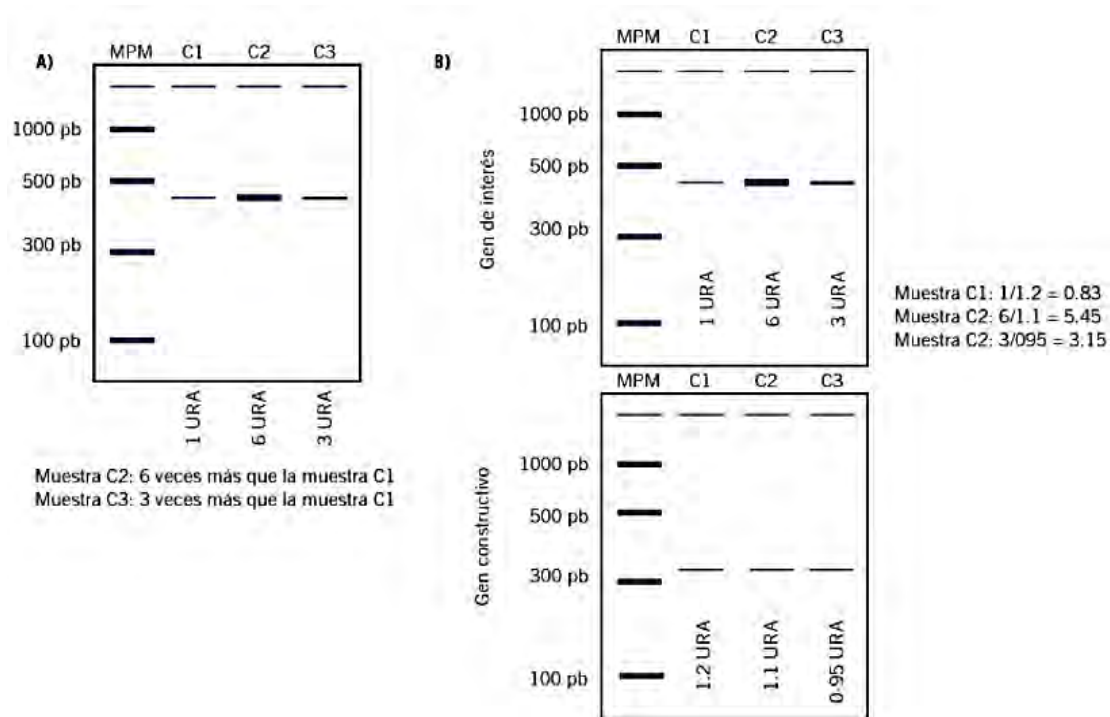 A)
MPM C1 C2 C3
1000 pb
500 pb
300 pb
100 pb
1 URA
6 URA
3 URA
Muestra C2: 6 veces más que la muestra C1
Muestra C3: 3 veces más que la muestra C1
B)
MPM C1 C2 C3
Gen de interés
1000 pb
500 pb
300 pb
100 pb
1 URA
6 URA
3 URA
Muestra C1: 1/1.2 = 0.83
Muestra C2: 6/1.1 = 5.45
Muestra C2: 3/095 = 3.15
MPM C1 C2 C3
Gen constructivo
1000 pb
500 pb
300 pb
100 pb
1.2 URA
1.1 URA
0-95 URA